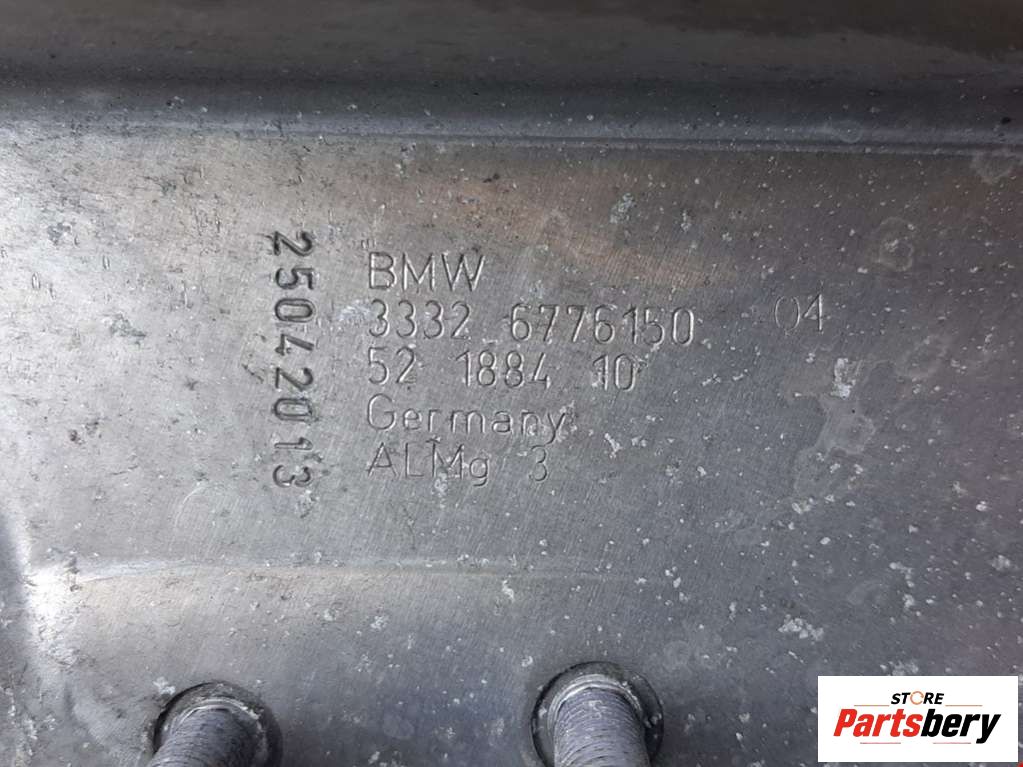 25042013
BMW
3332 6776150 04
52 1884 10
Germany
ALMg 3
STORE
Partsbery